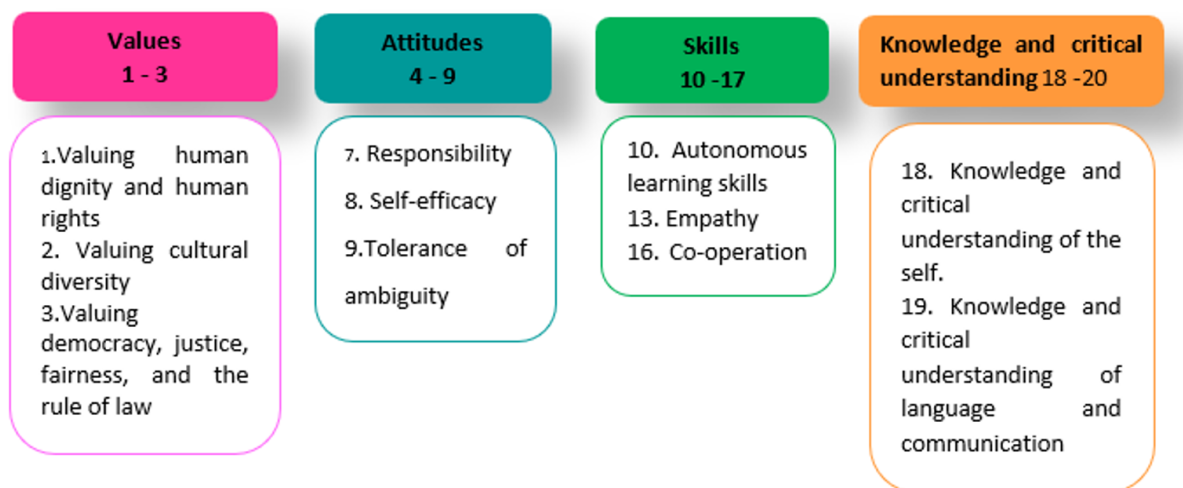 Values
1 - 3
1.Valuing human
dignity and human
rights
2. Valuing cultural
diversity
3.Valuing
democracy, justice,
fairness, and the
rule of law
Attitudes
4 - 9
7. Responsibility
8. Self-efficacy
9.Tolerance of
ambiguity
Skills
10 -17
10. Autonomous
learning skills
13. Empathy
16. Co-operation
Knowledge and critical
understanding 18 -20
18. Knowledge and
critical
understanding of the
self.
19. Knowledge and
critical
understanding of
language and
communication